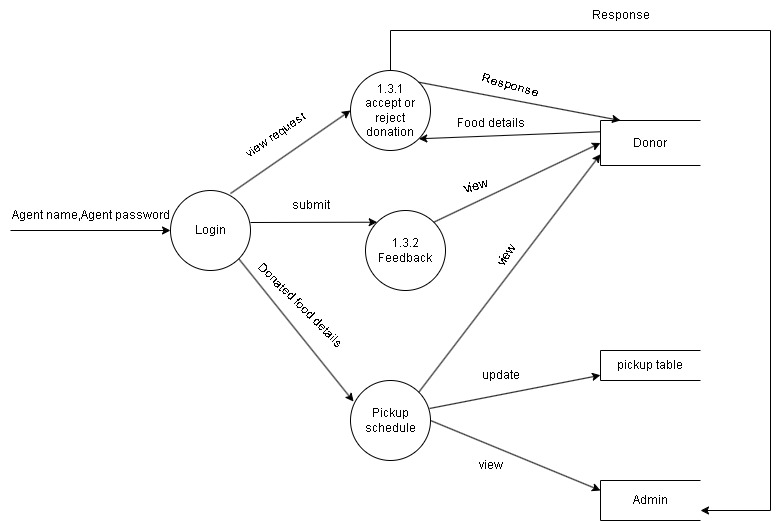 Response
1.3.1
accept or
reject
donation
Response
Food details
Donor
view request
Agent name,Agent password
Login
submit
view
1.3.2
Feedback
Donated food details
view
update
pickup table
Pickup
schedule
view
Admin